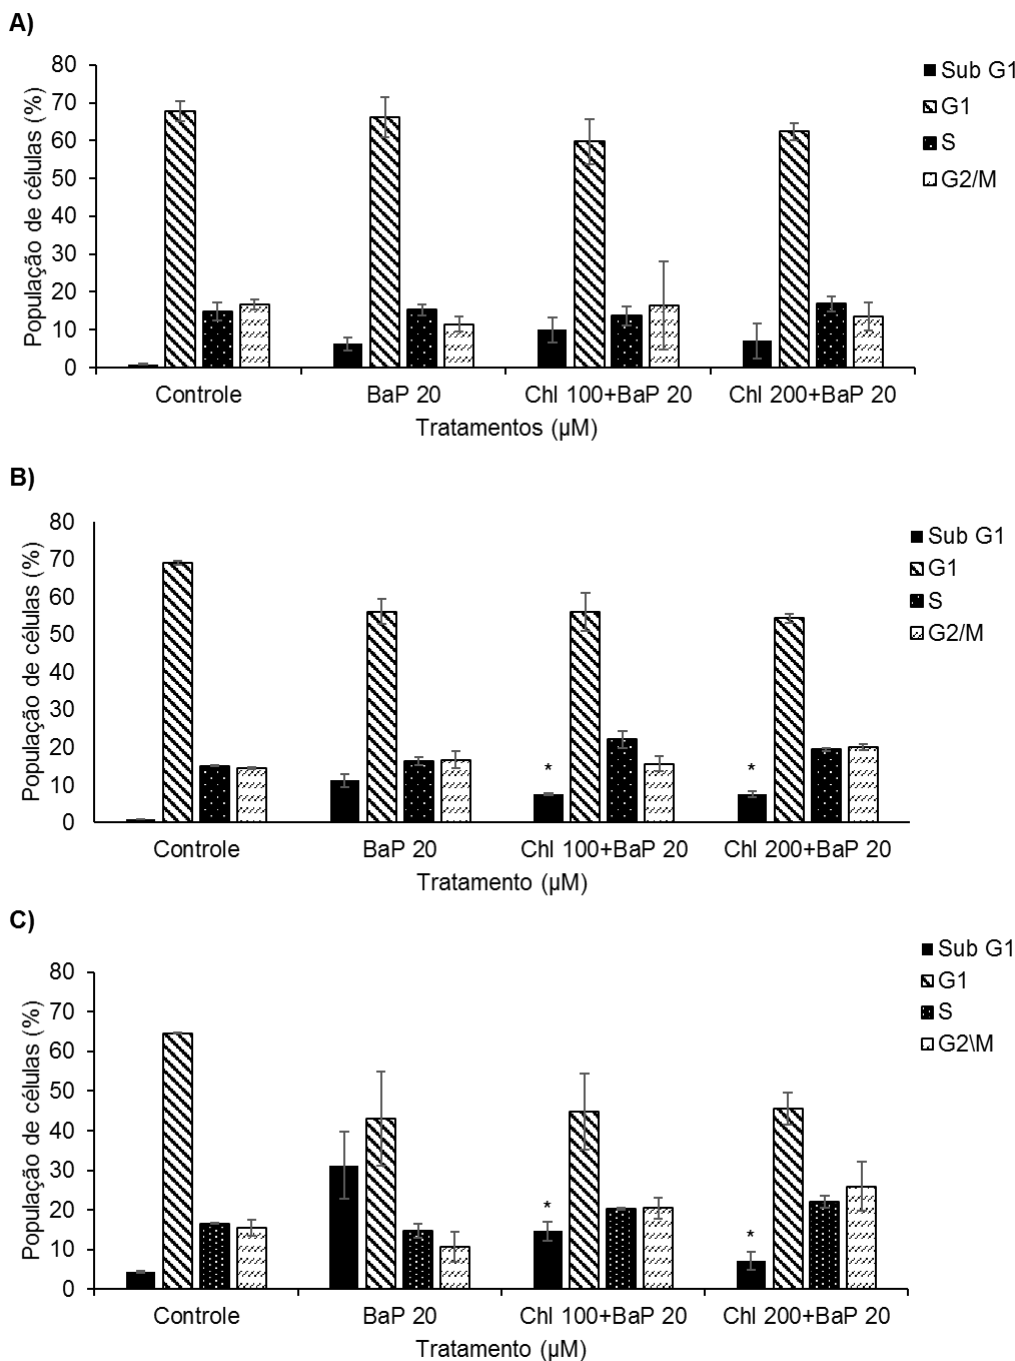 A)
População de células (%)
80
70
60
50
40
30
20
10
0
Controle
BaP 20
Chl 100+BaP 20
Chl 200+BaP 20
Tratamentos (µM)
Sub G1
G1
S
G2/M
B)
População de células (%)
80
70
60
50
40
30
20
10
0
*
*
Controle
BaP 20
Chl 100+BaP 20
Chl 200+BaP 20
Tratamento (µM)
Sub G1
G1
S
G2/M
C)
População de células (%)
80
70
60
50
40
30
20
10
0
*
*
Controle
BaP 20
Chl 100+BaP 20
Chl 200+BaP 20
Tratamento (µM)
Sub G1
G1
S
G2\M